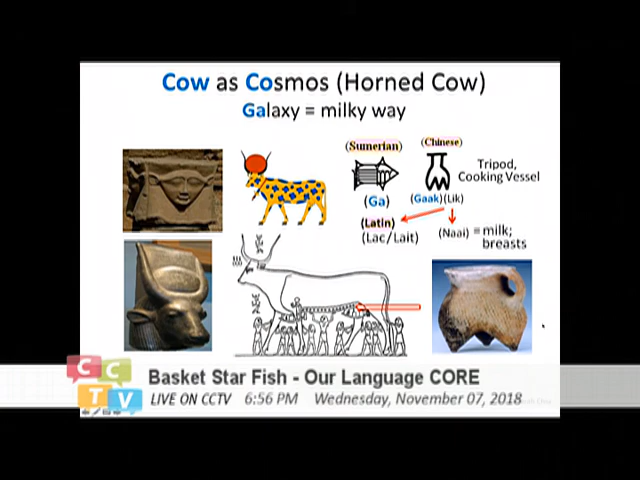 Cow as Cosmos (Horned Cow)
Galaxy = milky way
(Sumerian)
(Chinese)
Tripod,
Cooking Vessel
(Ga)
(Gaak)(Lik)
(Latin)
(Lac/Lait)
(Naai) = milk;
breasts
CC
TV
Basket Star Fish - Our Language CORE
LIVE ON CCTV 6:56 PM Wednesday, November 07, 2018